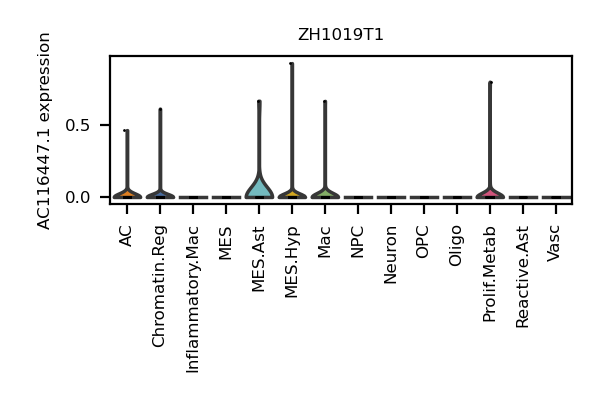 ZH1019T1
AC116447.1 expression
0.5
0.0
AC
Chromatin.Reg
Inflammatory.Mac
MES
MES.Ast
MES.Hyp
Mac
NPC
Neuron
OPC
Oligo
Prolif.Metab
Reactive.Ast
Vasc